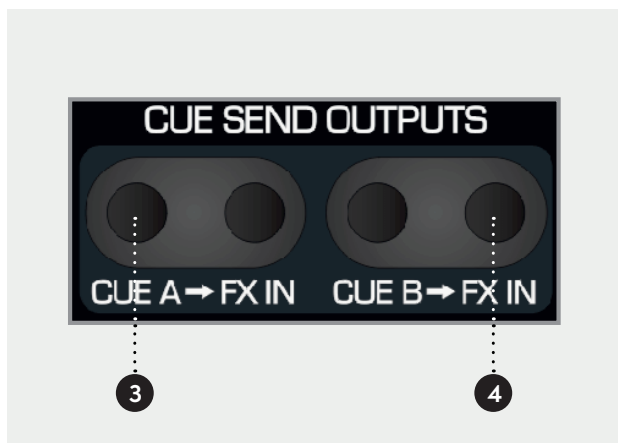 CUE SEND OUTPUTS
CUE A→FX IN CUE B→FX IN
3 4